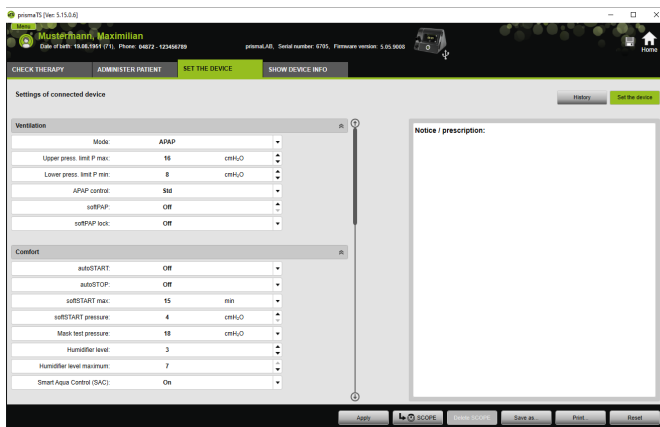 prismaTS [Ver: 5.15.0.6]
Menu
Mustermann, Maximilian
Date of birth: 19.08.1951 (71), Phone: 04872 - 123456789
prismaLAB, Serial number: 6705, Firmware version: 5.05.9008
Home
CHECK THERAPY ADMINISTER PATIENT SET THE DEVICE SHOW DEVICE INFO
Settings of connected device
History Set the device
Ventilation
Notice / prescription:
Mode: APAP
Upper press. limit P max: 16 cmH₂O
Lower press. limit P min: 8 cmH₂O
APAP control: Std
softPAP: Off
softPAP lock: Off
Comfort
autoSTART: Off
autoSTOP: Off
softSTART max: 15 min
softSTART pressure: 4 cmH₂O
Mask test pressure: 18 cmH₂O
Humidifier level: 3
Humidifier level maximum: 7
Smart Aqua Control (SAC): On
Apply SCOPE Delete SCOPE Save as... Print... Reset